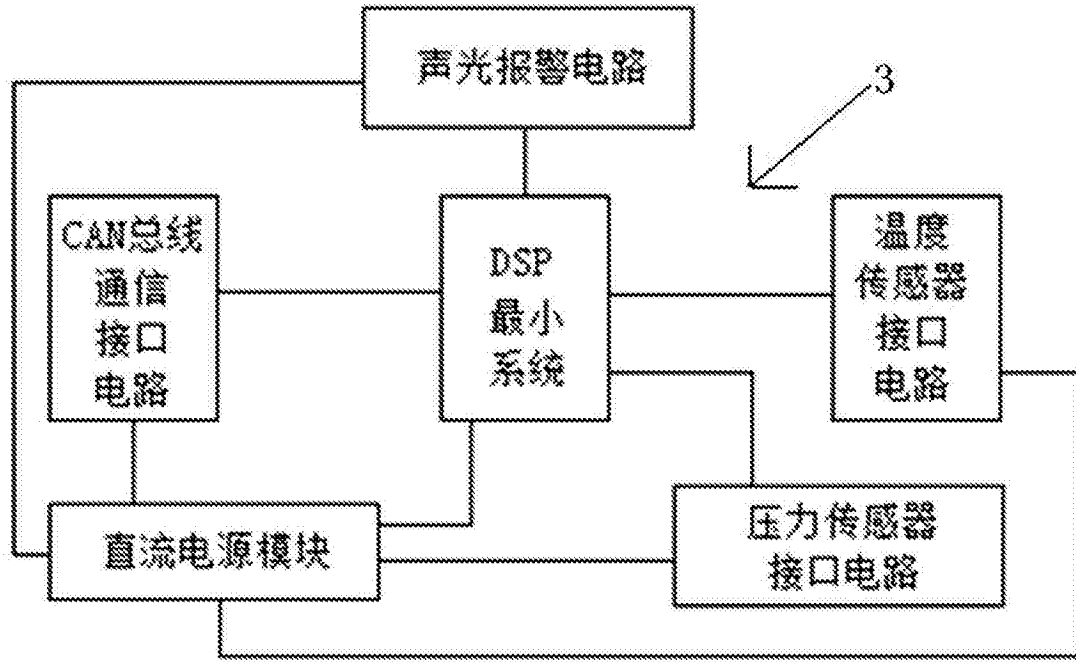 声光报警电路
3
CAN总线
通信
接口
电路
DSP
最小
系统
温度
传感器
接口
电路
直流电源模块
压力传感器
接口电路